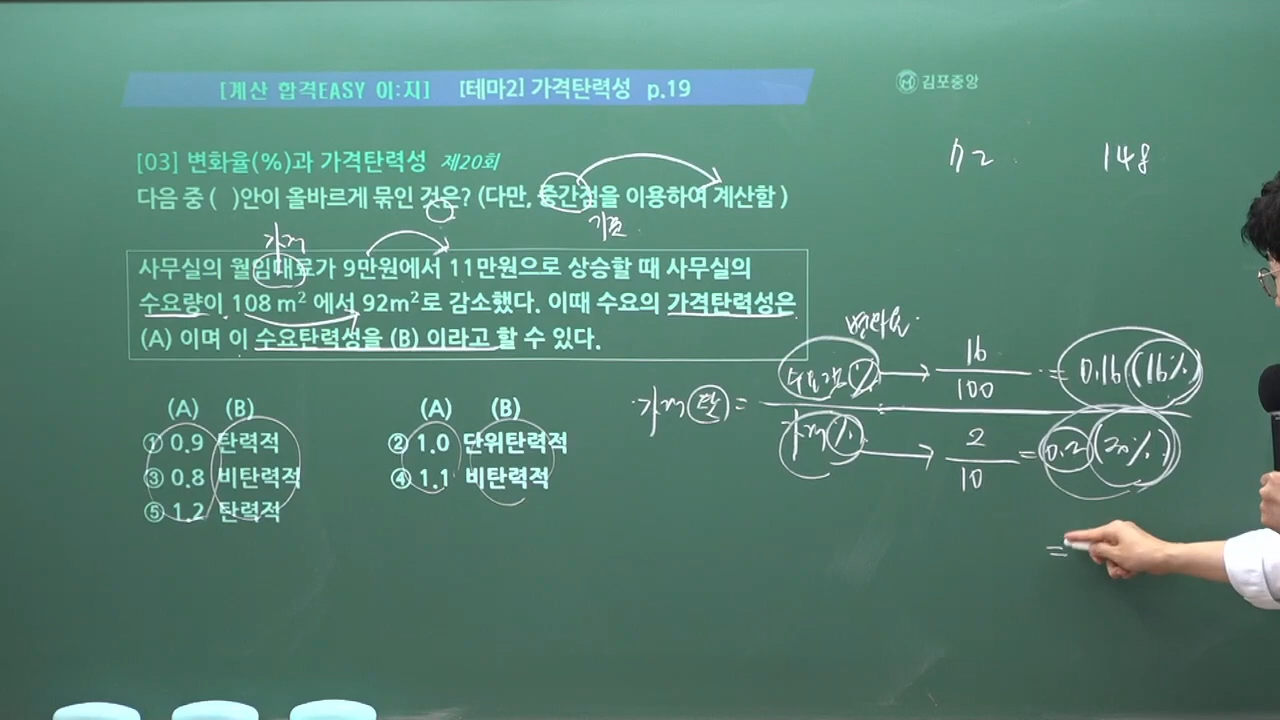 [계산 합격EASY 이:지] [테마2] 가격탄력성 p.19
김포중앙
[03] 변화율(%)과 가격탄력성 제20회
72 148
다음 중 ( )안이 올바르게 묶인 것은? (다만, 중간점을 이용하여 계산함)
사무실의 월임대료가 9만원에서 11만원으로 상승할 때 사무실의
수요량이 108 m² 에서 92m²로 감소했다. 이때 수요의 가격탄력성은
(A) 이며 이 수요탄력성을 (B) 이라고 할 수 있다.
(A) (B) (A) (B)
① 0.9 탄력적 ② 1.0 단위탄력적
③ 0.8 비탄력적 ④ 1.1 비탄력적
⑤ 1.2 탄력적
% 16/100 = 0.16 (16%)
=
% 2/10 = 0.2 (20%)
=